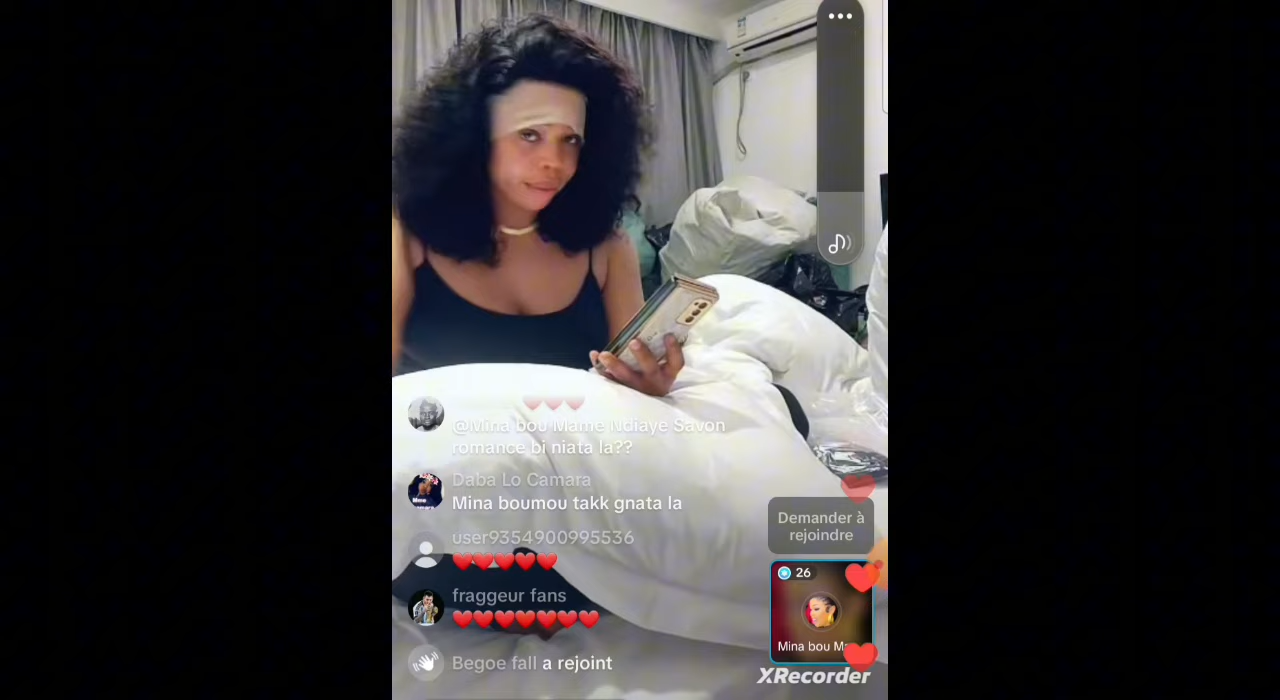 @Mina bou Mame Ndiaye Savon
romance bi niata la??
Daba Lo Camara
Mina boumou takk gnata la
user9354900995536
fraggeur fans
Begoe fall a rejoint
Demander à
rejoindre
26
Mina bou M
XRecorder